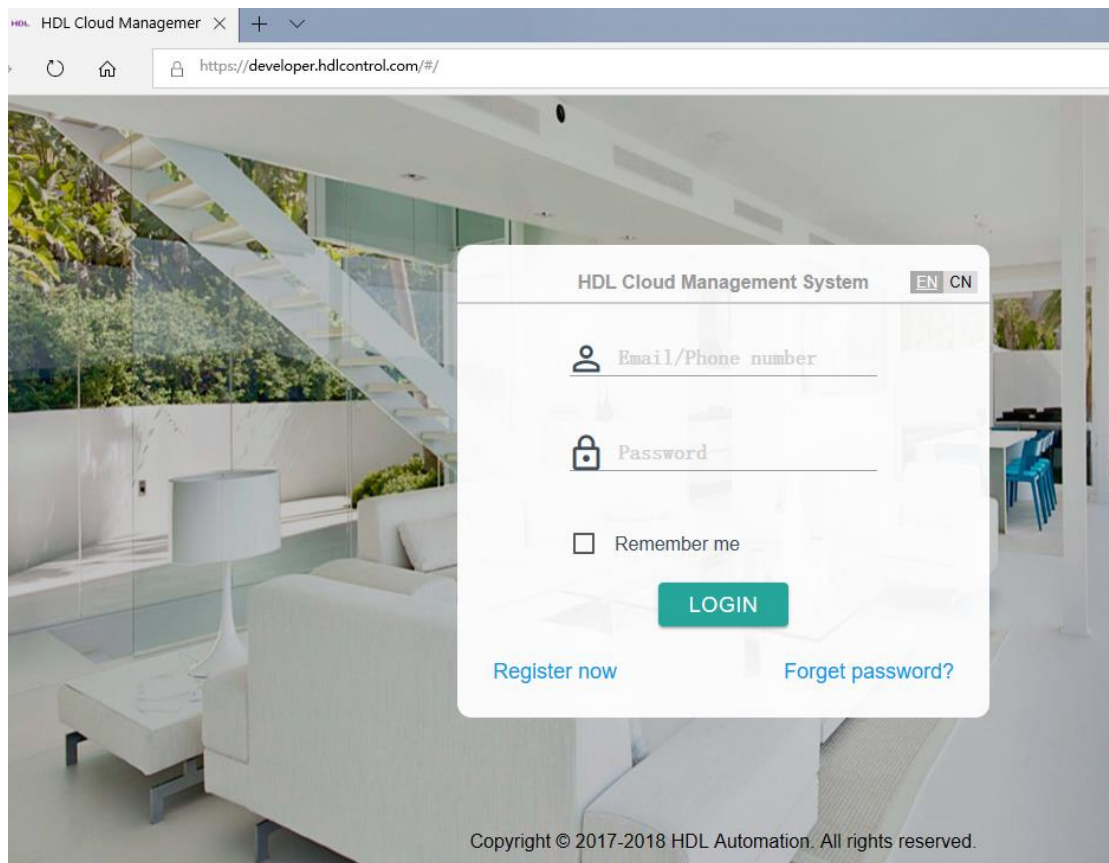 HDL HDL Cloud Managemer
https://developer.hdlcontrol.com/#/
HDL Cloud Management System EN CN
Email/Phone number
Password
Remember me
LOGIN
Register now Forget password?
Copyright © 2017-2018 HDL Automation. All rights reserved.